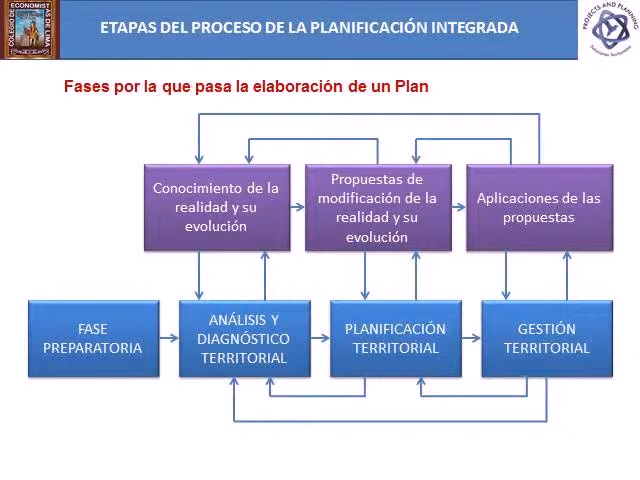 COLEGIO DE ECONOMISTAS DE LIMA
ETAPAS DEL PROCESO DE LA PLANIFICACIÓN INTEGRADA
PROJECTS AND PLANNING
Fases por la que pasa la elaboración de un Plan
Conocimiento de la
realidad y su
evolución
Propuestas de
modificación de la
realidad y su
evolución
Aplicaciones de las
propuestas
FASE
PREPARATORIA
ANÁLISIS Y
DIAGNÓSTICO
TERRITORIAL
PLANIFICACIÓN
TERRITORIAL
GESTIÓN
TERRITORIAL